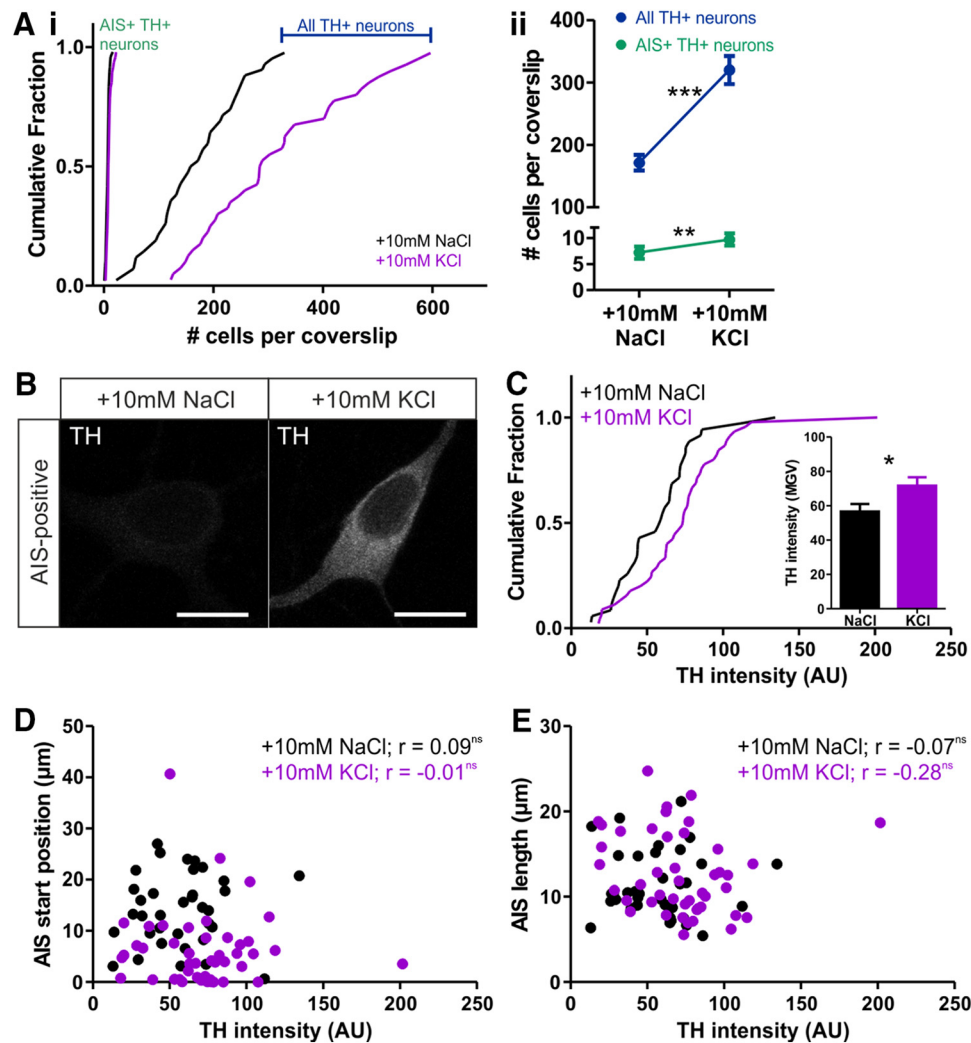 A i
AIS+ TH+
neurons
All TH+ neurons
Cumulative Fraction
1.0
0.5
0.0
+10mM NaCl
+10mM KCl
0 200 400 600
# cells per coverslip
ii
All TH+ neurons
AIS+ TH+ neurons
# cells per coverslip
400
300
200
100
10
5
0
***
**
+10mM +10mM
NaCl KCl
B
+10mM NaCl +10mM KCl
AIS-positive
TH TH
C
+10mM NaCl
+10mM KCl
Cumulative Fraction
1.0
0.5
0.0
0 50 100 150 200 250
TH intensity (AU)
TH intensity (MGV)
100
80
60
40
20
0
*
NaCl KCl
D
+10mM NaCl; r = 0.09ns
+10mM KCl; r = -0.01ns
AIS start position (µm)
50
40
30
20
10
0
0 50 100 150 200 250
TH intensity (AU)
E
+10mM NaCl; r = -0.07ns
+10mM KCl; r = -0.28ns
AIS length (µm)
30
20
10
0
0 50 100 150 200 250
TH intensity (AU)